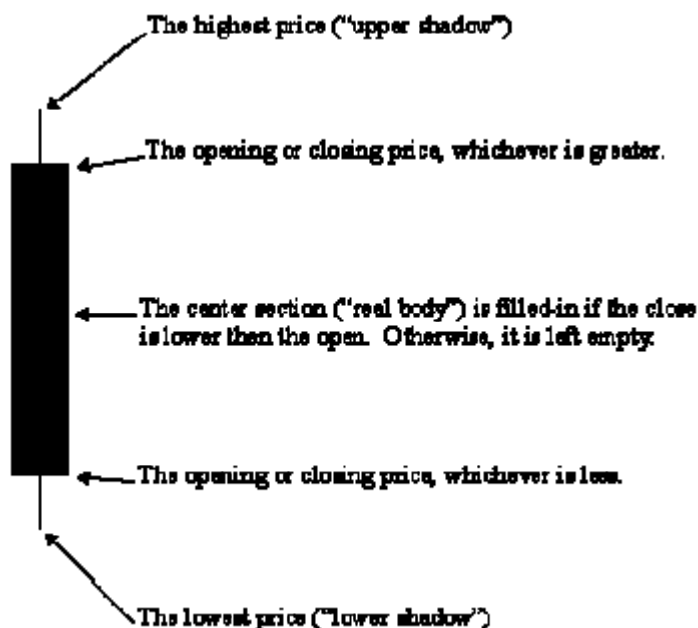 The highest price ("upper shadow")
The opening or closing price, whichever is greater.
The center section ("real body") is filled-in if the close
is lower then the open. Otherwise, it is left empty.
The opening or closing price, whichever is less.
The lowest price ("lower shadow")